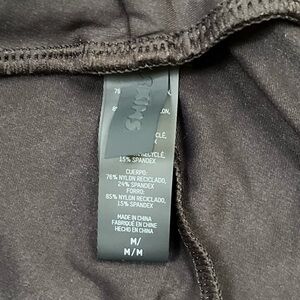 SKIMS
15% SPANDEX
CUERPO:
76% NYLON RECICLADO,
24% SPANDEX
FORRO:
85% NYLON RECICLADO,
15% SPANDEX
MADE IN CHINA
FABRIQUÉ EN CHINE
HECHO EN CHINA
M/
M/M